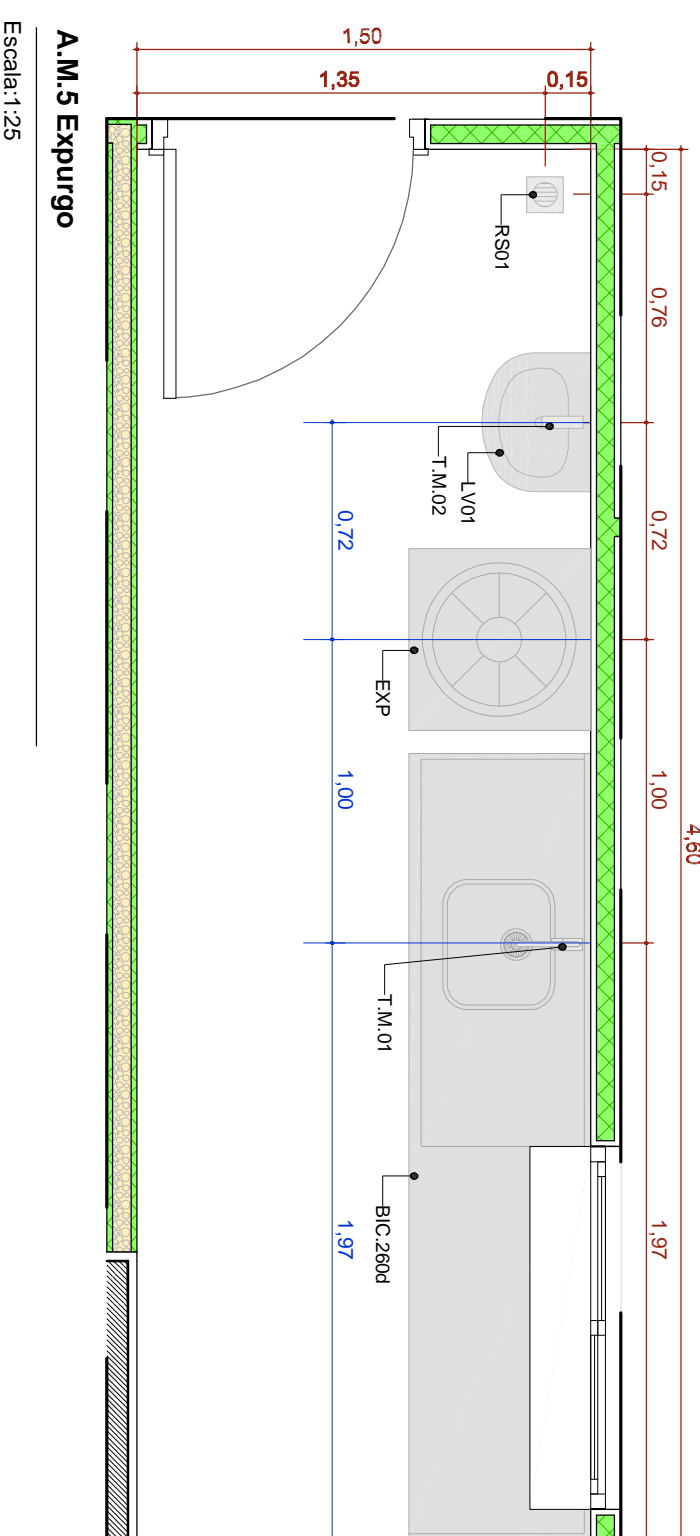 1,50
1,35
0,15
0,15
0,76
0,72
1,00
4,60
1,97
RS01
T.M.02
LV01
0,72
EXP
1,00
T.M.01
BIC.260d
1,97
A.M.5 Expurgo
Escala:1:25